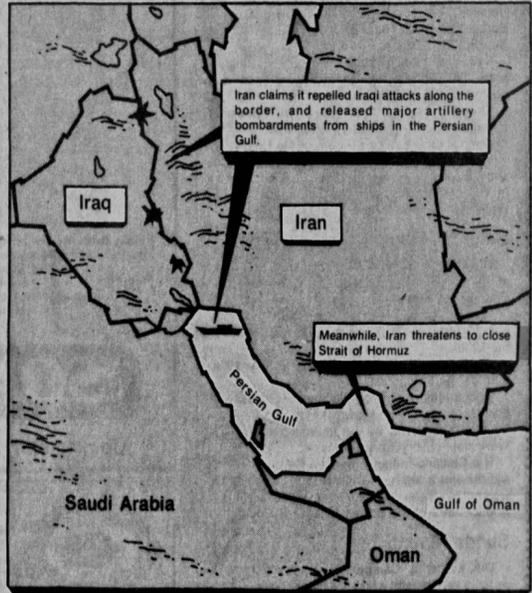 Iran claims it repelled Iraqi attacks along the
border, and released major artillery
bombardments from ships in the Persian
Gulf.
Iraq
Iran
Meanwhile, Iran threatens to close
Strait of Hormuz
Persian Gulf
Saudi Arabia
Gulf of Oman
Oman